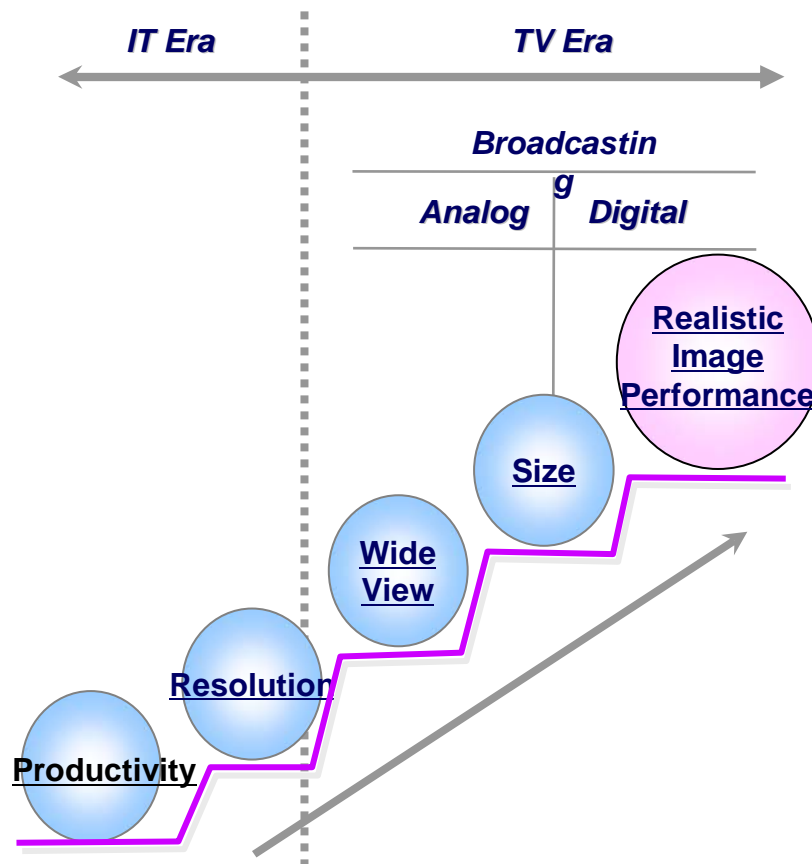 IT Era
TV Era
Broadcastin
g
Analog
Digital
Realistic
Image
Performance
Size
Wide
View
Resolution
Productivity